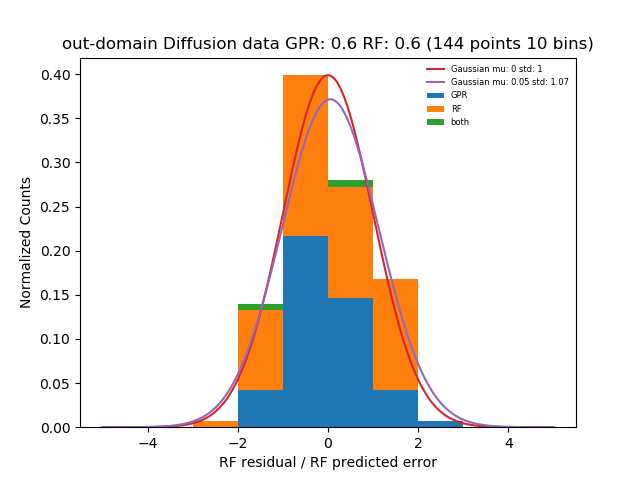 out-domain Diffusion data GPR: 0.6 RF: 0.6 (144 points 10 bins)
Gaussian mu: 0 std: 1
Gaussian mu: 0.05 std: 1.07
GPR
RF
both
Normalized Counts
0.40
0.35
0.30
0.25
0.20
0.15
0.10
0.05
0.00
−4 −2 0 2 4
RF residual / RF predicted error